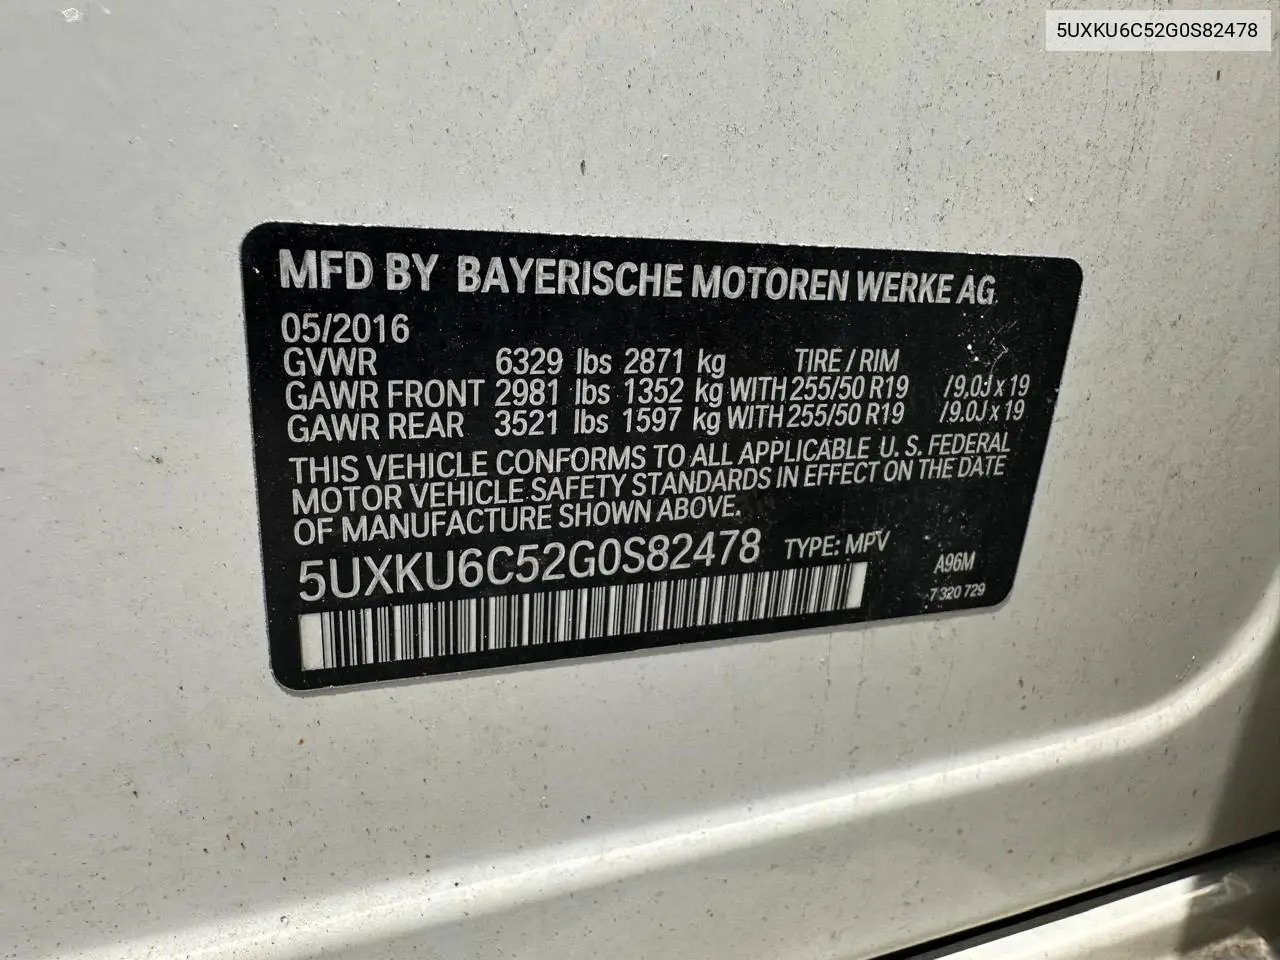 5UXKU6C52G0S82478
MFD BY BAYERISCHE MOTOREN WERKE AG
05/2016
GVWR 6329 lbs 2871 kg TIRE / RIM
GAWR FRONT 2981 lbs 1352 kg WITH 255/50 R19 /9.0J x 19
GAWR REAR 3521 lbs 1597 kg WITH 255/50 R19 /9.0J x 19
THIS VEHICLE CONFORMS TO ALL APPLICABLE U. S. FEDERAL
MOTOR VEHICLE SAFETY STANDARDS IN EFFECT ON THE DATE
OF MANUFACTURE SHOWN ABOVE.
5UXKU6C52G0S82478 TYPE: MPV
A96M
7 320 729